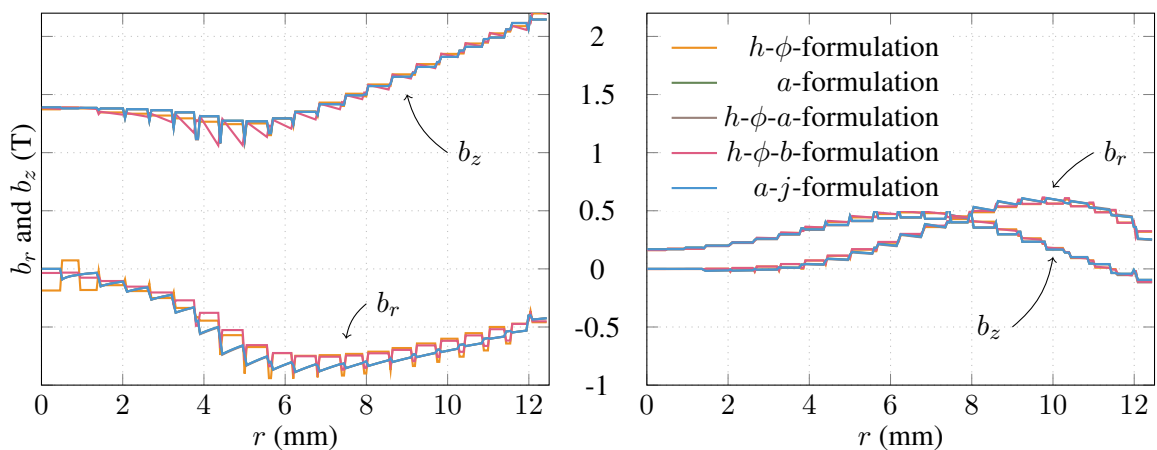 b_r and b_z (T)
b_z
b_r
0
2
4
6
8
10
12
r (mm)
2
1.5
1
0.5
0
-0.5
-1
h-ϕ-formulation
a-formulation
h-ϕ-a-formulation
h-ϕ-b-formulation
a-j-formulation
b_r
b_z
0
2
4
6
8
10
12
r (mm)